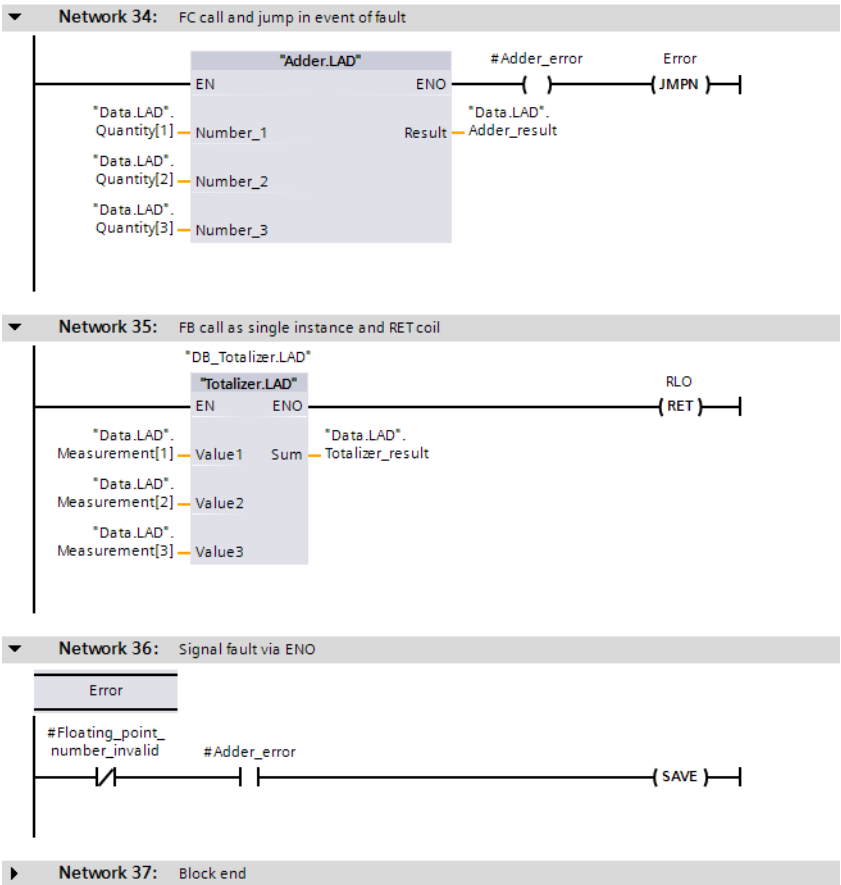 Network 34: FC call and jump in event of fault
"Adder.LAD"
#Adder_error
Error
EN
ENO
( JMPN )
"Data.LAD".
Quantity[1]
Number_1
Result
"Data.LAD".
Adder_result
"Data.LAD".
Quantity[2]
Number_2
"Data.LAD".
Quantity[3]
Number_3
Network 35: FB call as single instance and RET coil
"DB_Totalizer.LAD"
"Totalizer.LAD"
RLO
EN
ENO
( RET )
"Data.LAD".
Measurement[1]
Value1
Sum
"Data.LAD".
Totalizer_result
"Data.LAD".
Measurement[2]
Value2
"Data.LAD".
Measurement[3]
Value3
Network 36: Signal fault via ENO
Error
#Floating_point_
number_invalid
#Adder_error
( SAVE )
Network 37: Block end